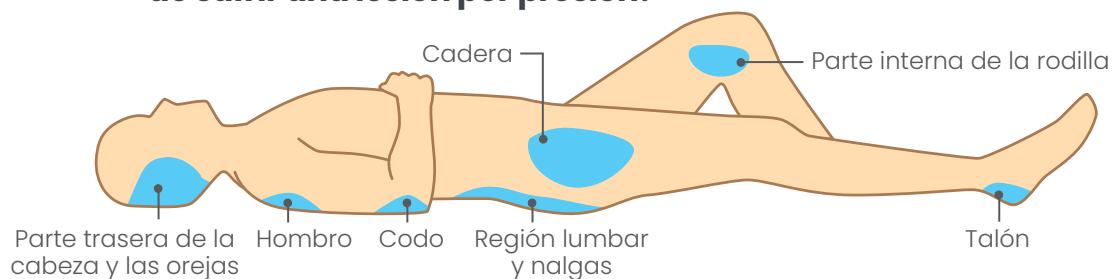 Cadera
Parte interna de la rodilla
Parte trasera de la
cabeza y las orejas
Hombro
Codo
Región lumbar
y nalgas
Talón